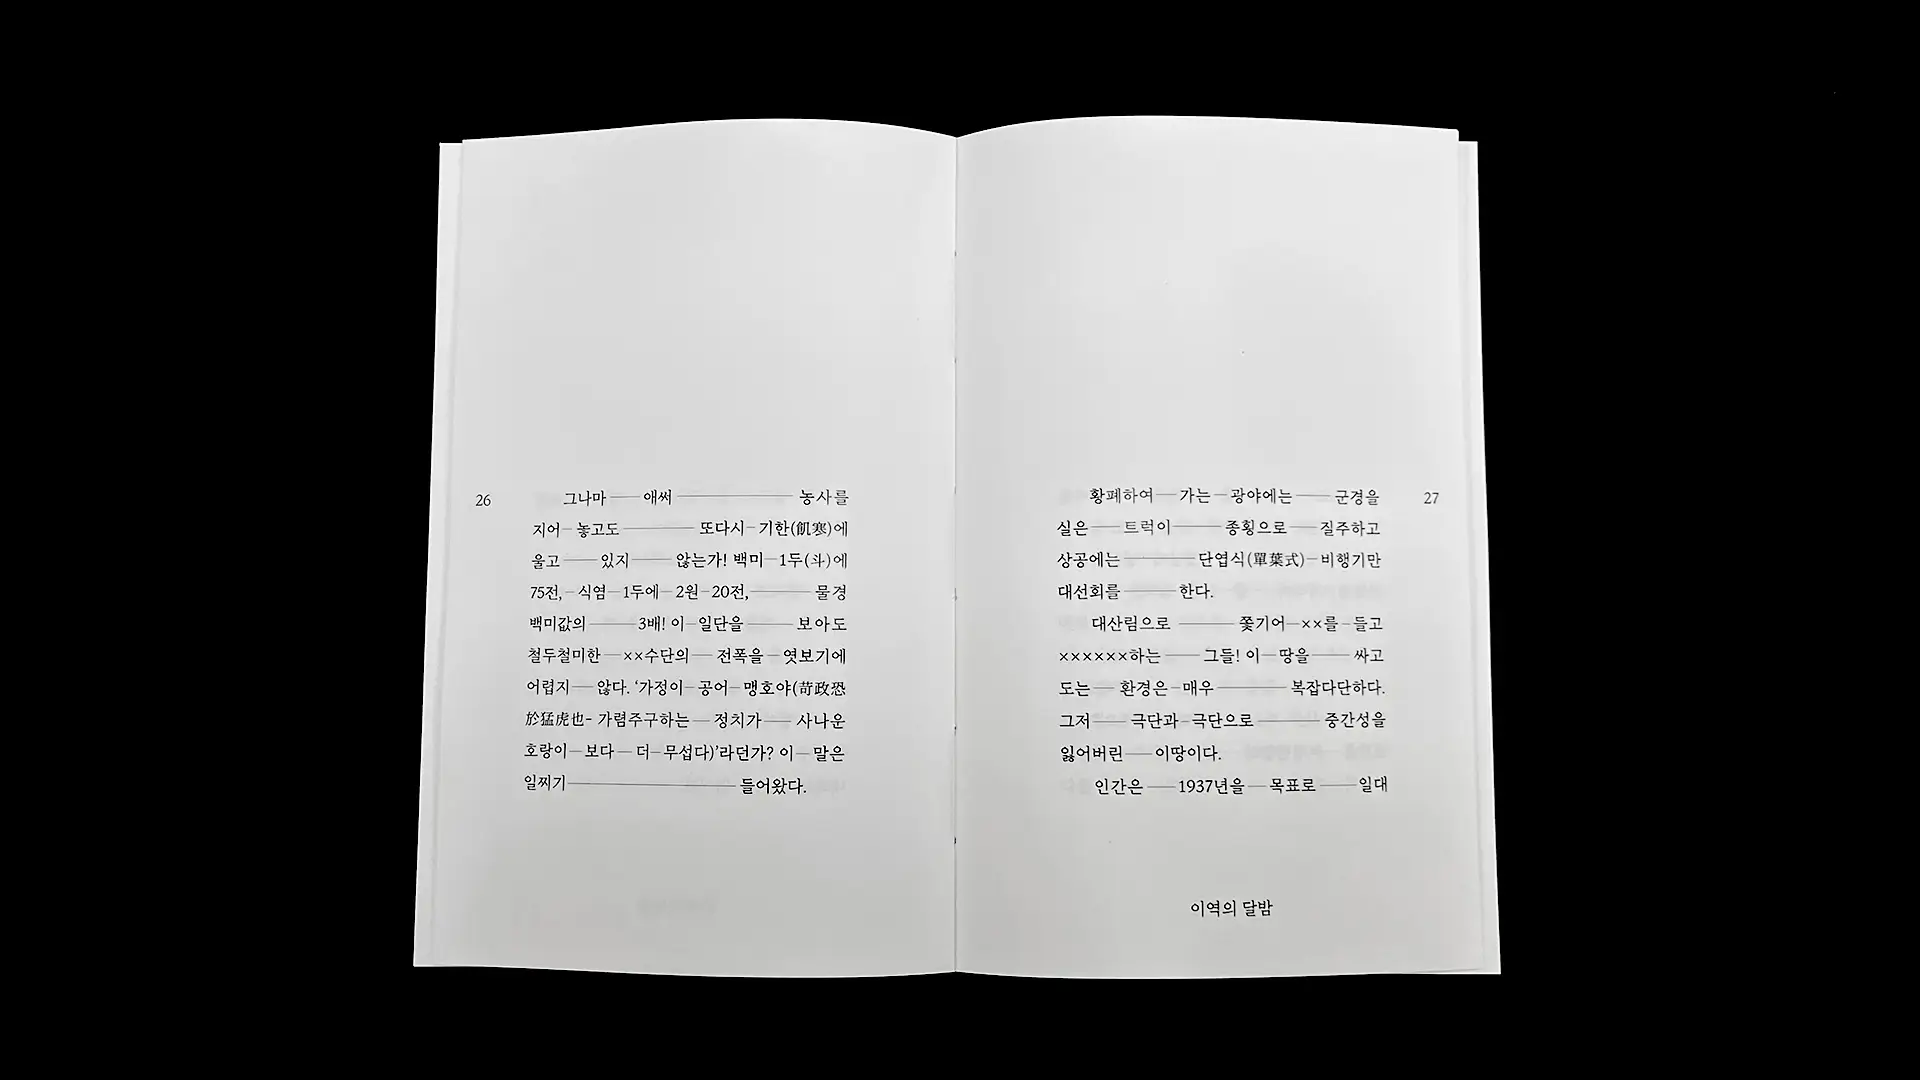 26
그나마 —— 애써 ———————— 농사를
지어 – 놓고도 ————— 또다시 – 기한(飢寒)에
울고 —— 있지 —— 않는가! 백미 — 1두(斗)에
75전, – 식염 — 1두에 – 2원 – 20전, ———— 물경
백미값의 ——— 3배! 이 – 일단을 ——— 보아도
철두철미한 — ××수단의 — 전폭을 – 엿보기에
어렵지 — 않다. ‘가정이 – 공어 – 맹호야(苛政恐
於猛虎也– 가렴주구하는 — 정치가 —— 사나운
호랑이 – 보다 — 더 – 무섭다)’라던가? 이 – 말은
일찌기 ———————————— 들어왔다.
황폐하여 — 가는 – 광야에는 —— 군경을
실은 —— 트럭이 ——— 종횡으로 —— 질주하고
상공에는 ————— 단엽식(單葉式) – 비행기만
대선회를 ——— 한다.
대산림으로 ———— 쫓기어 – ××를 – 들고
××××××하는 —— 그들! 이 – 땅을 —— 싸고
도는 — 환경은 – 매우 ————— 복잡다단하다.
그저 —— 극단과 – 극단으로 ———— 중간성을
잃어버린 —— 이땅이다.
인간은 —— 1937년을 — 목표로 —— 일대
27
이역의 달밤